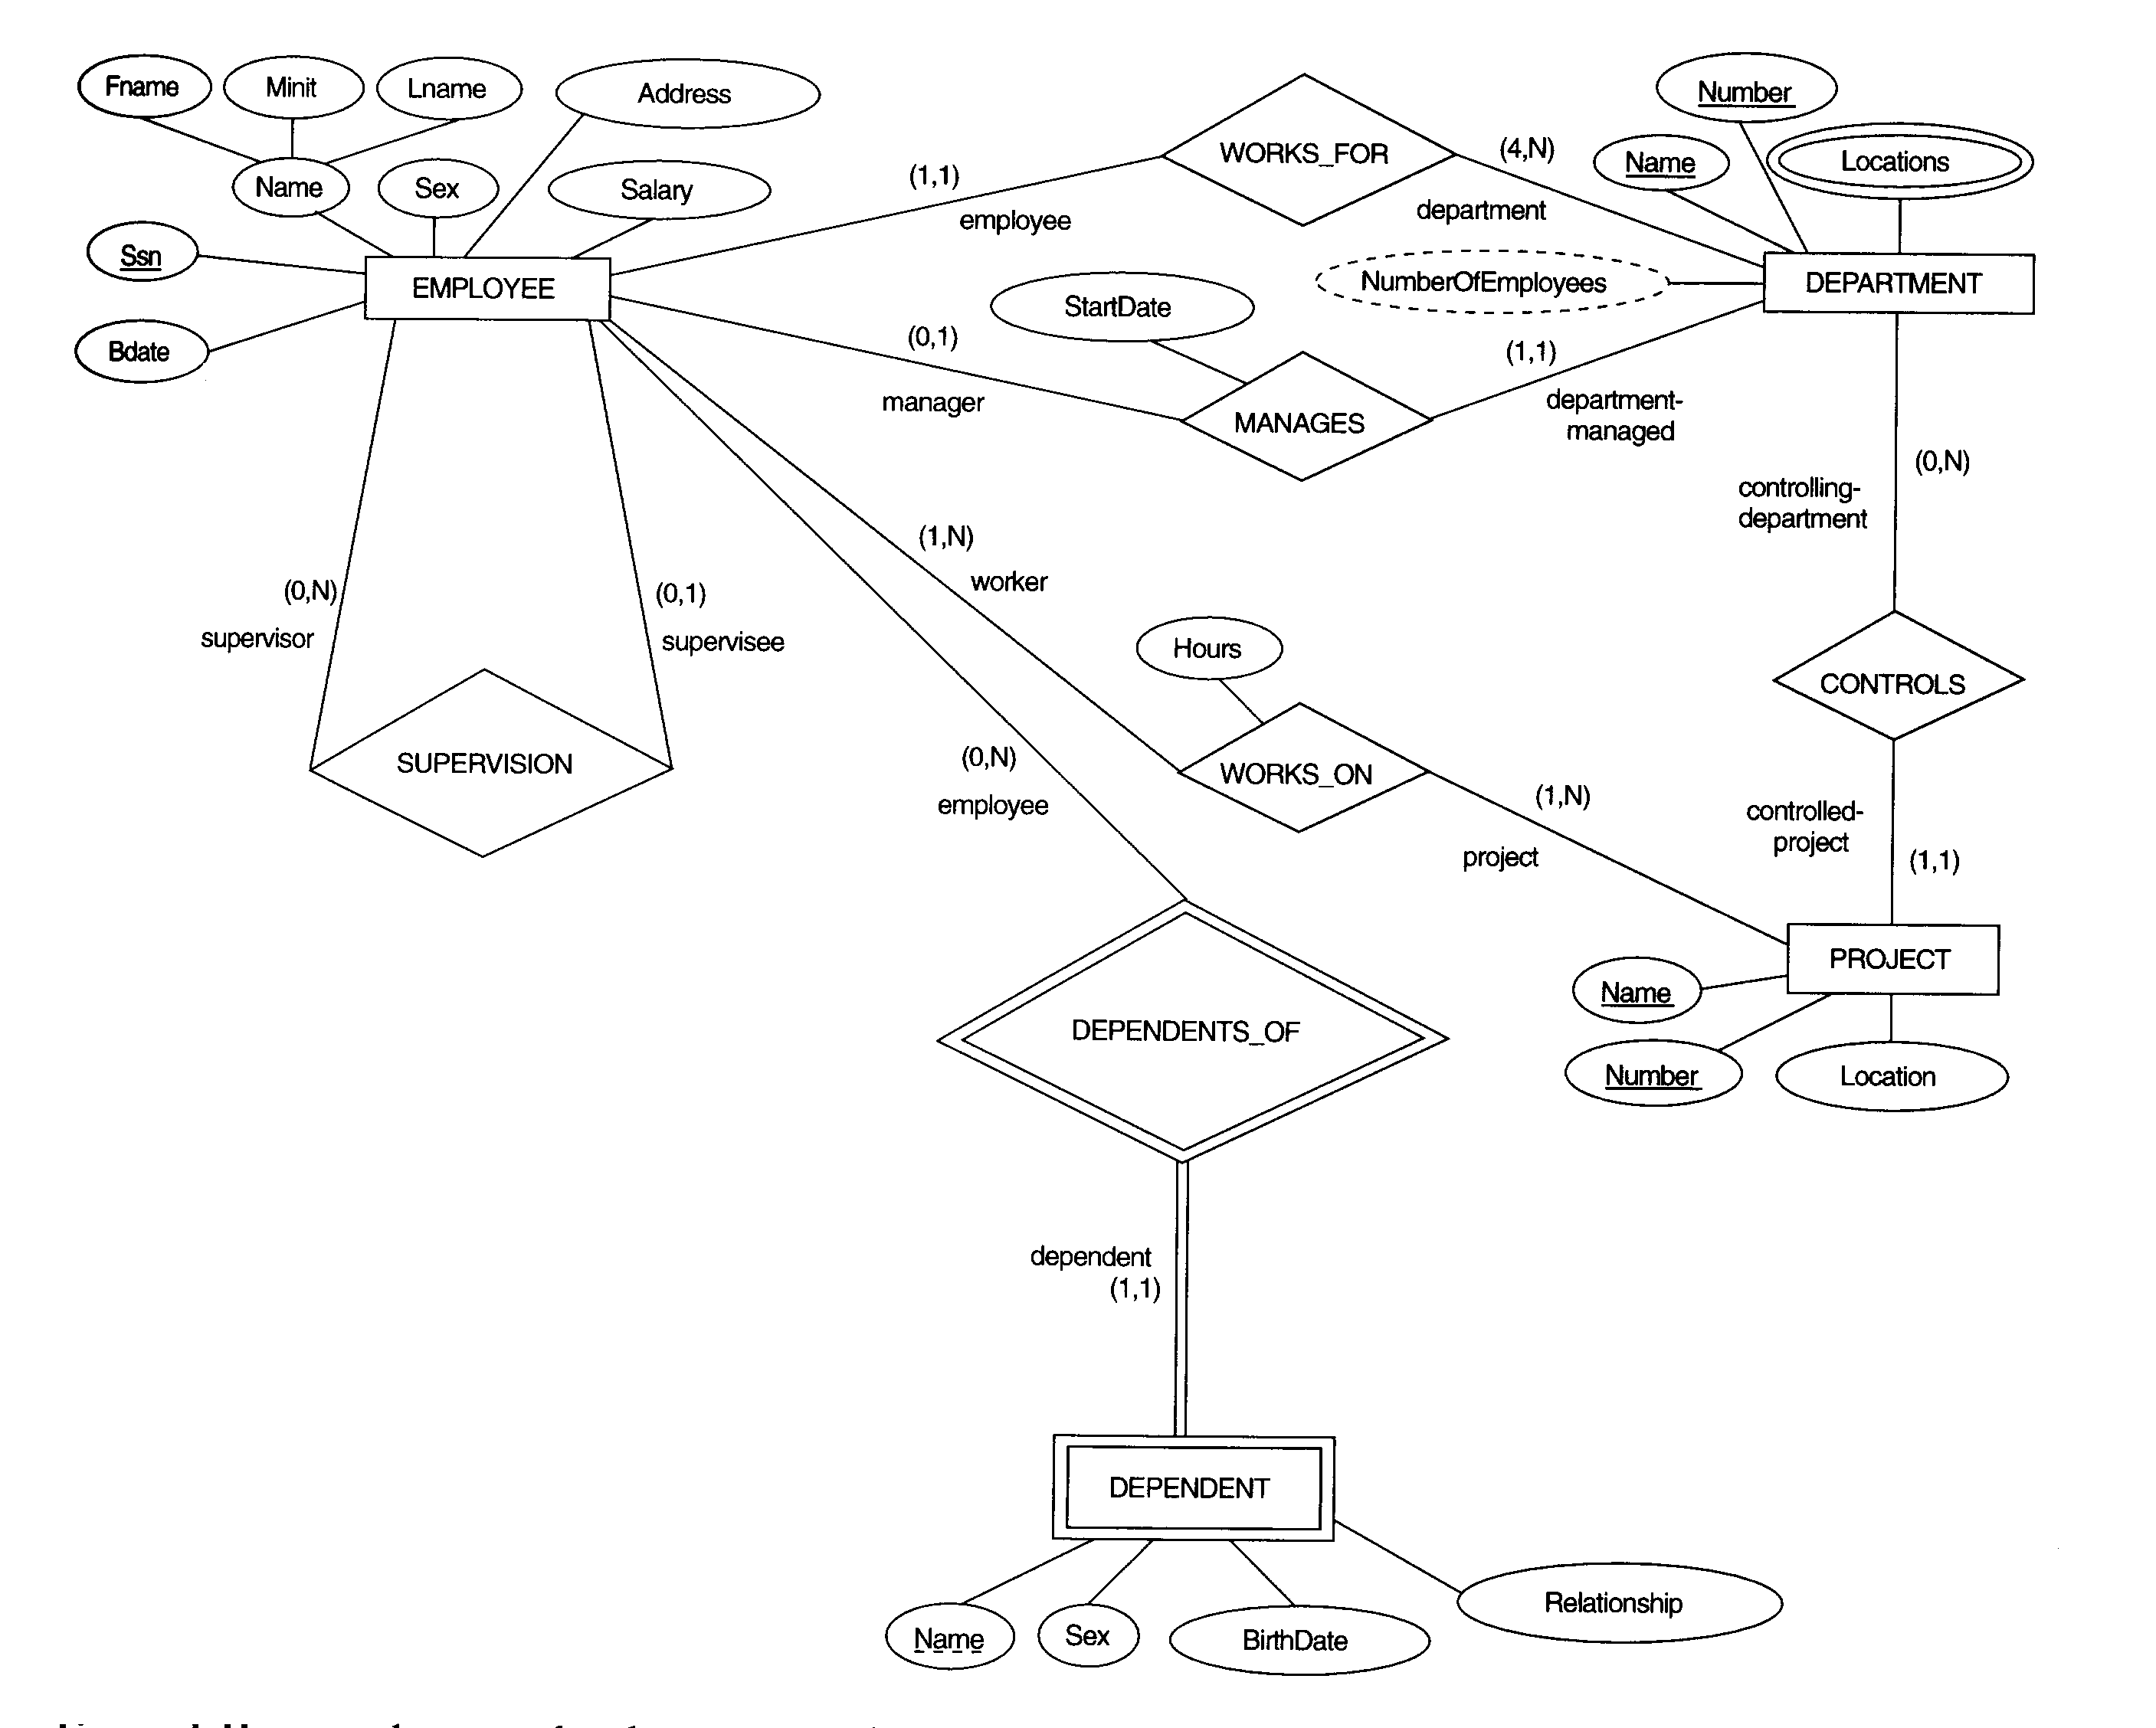 Fname
Minit
Lname
Address
Name
Sex
Salary
Ssn
Bdate
EMPLOYEE
(1,1)
employee
WORKS_FOR
(4,N)
department
Number
Name
Locations
NumberOfEmployees
DEPARTMENT
StartDate
(0,1)
manager
MANAGES
(1,1)
department-
managed
(0,N)
controlling-
department
(1,N)
worker
(0,N)
supervisor
(0,1)
supervisee
SUPERVISION
Hours
WORKS_ON
(1,N)
project
CONTROLS
controlled-
project
(1,1)
(0,N)
employee
PROJECT
Name
Number
Location
DEPENDENTS_OF
dependent
(1,1)
DEPENDENT
Name
Sex
BirthDate
Relationship